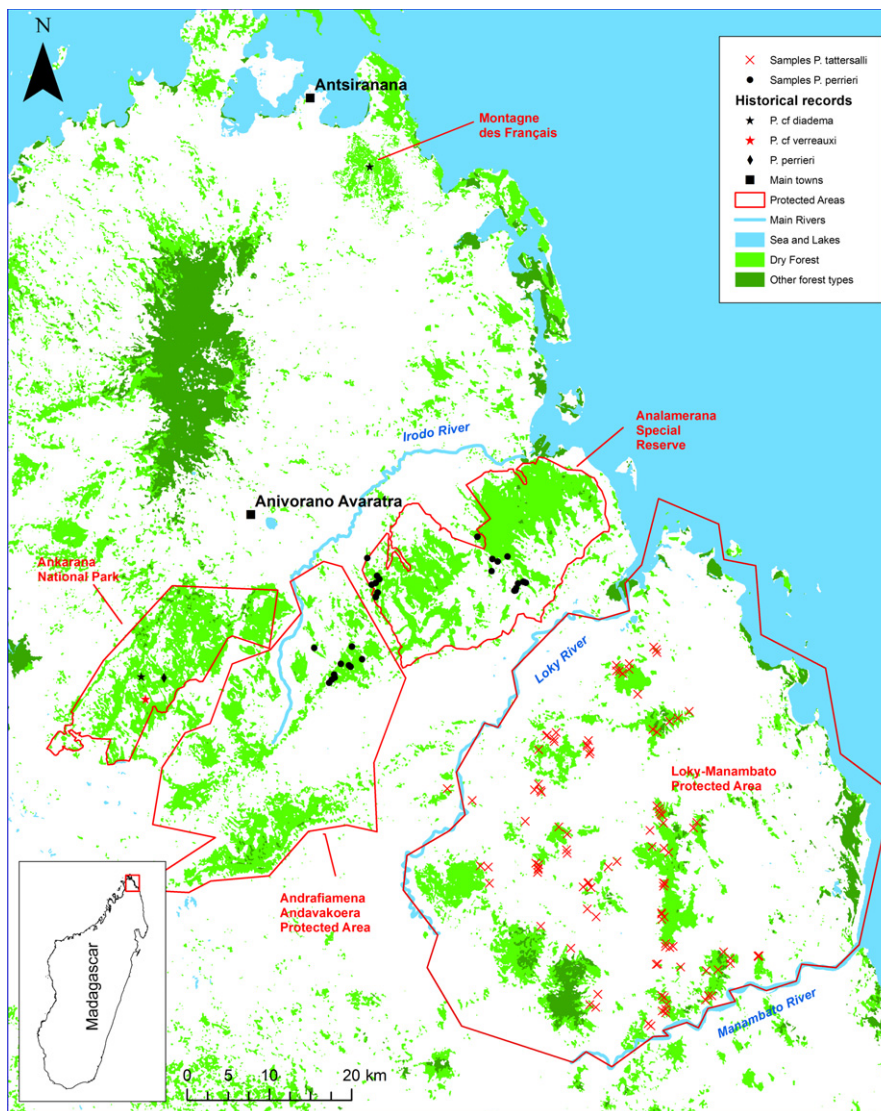 N
Antsiranana
Montagne
des Français
Samples P. tattersalli
Samples P. perrieri
Historical records
P. cf diadema
P. cf verreauxi
P. perrieri
Main towns
Protected Areas
Main Rivers
Sea and Lakes
Dry Forest
Other forest types
Irodo River
Analamerana
Special
Reserve
Anivorano Avaratra
Ankarana
National Park
Loky River
Loky-Manambato
Protected Area
Andrafiamena
Andavakoera
Protected Area
Manambato River
Madagascar
0 5 10 20 km